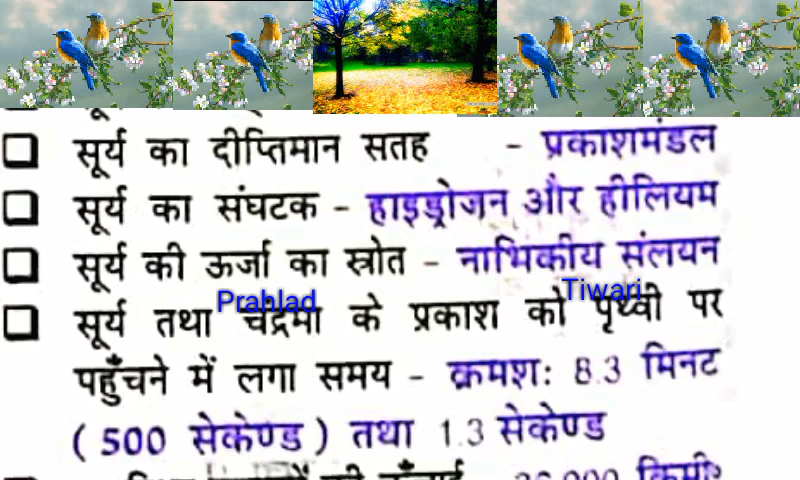 सूर्य का दीप्तिमान सतह - प्रकाशमंडल
सूर्य का संघटक - हाइड्रोजन और हीलियम
सूर्य की ऊर्जा का स्रोत - नाभिकीय संलयन
Prahlad Tiwari
सूर्य तथा चंद्रमा के प्रकाश को पृथ्वी पर
पहुँचने में लगा समय - क्रमशः 8.3 मिनट
( 500 सेकेण्ड ) तथा 1.3 सेकेण्ड